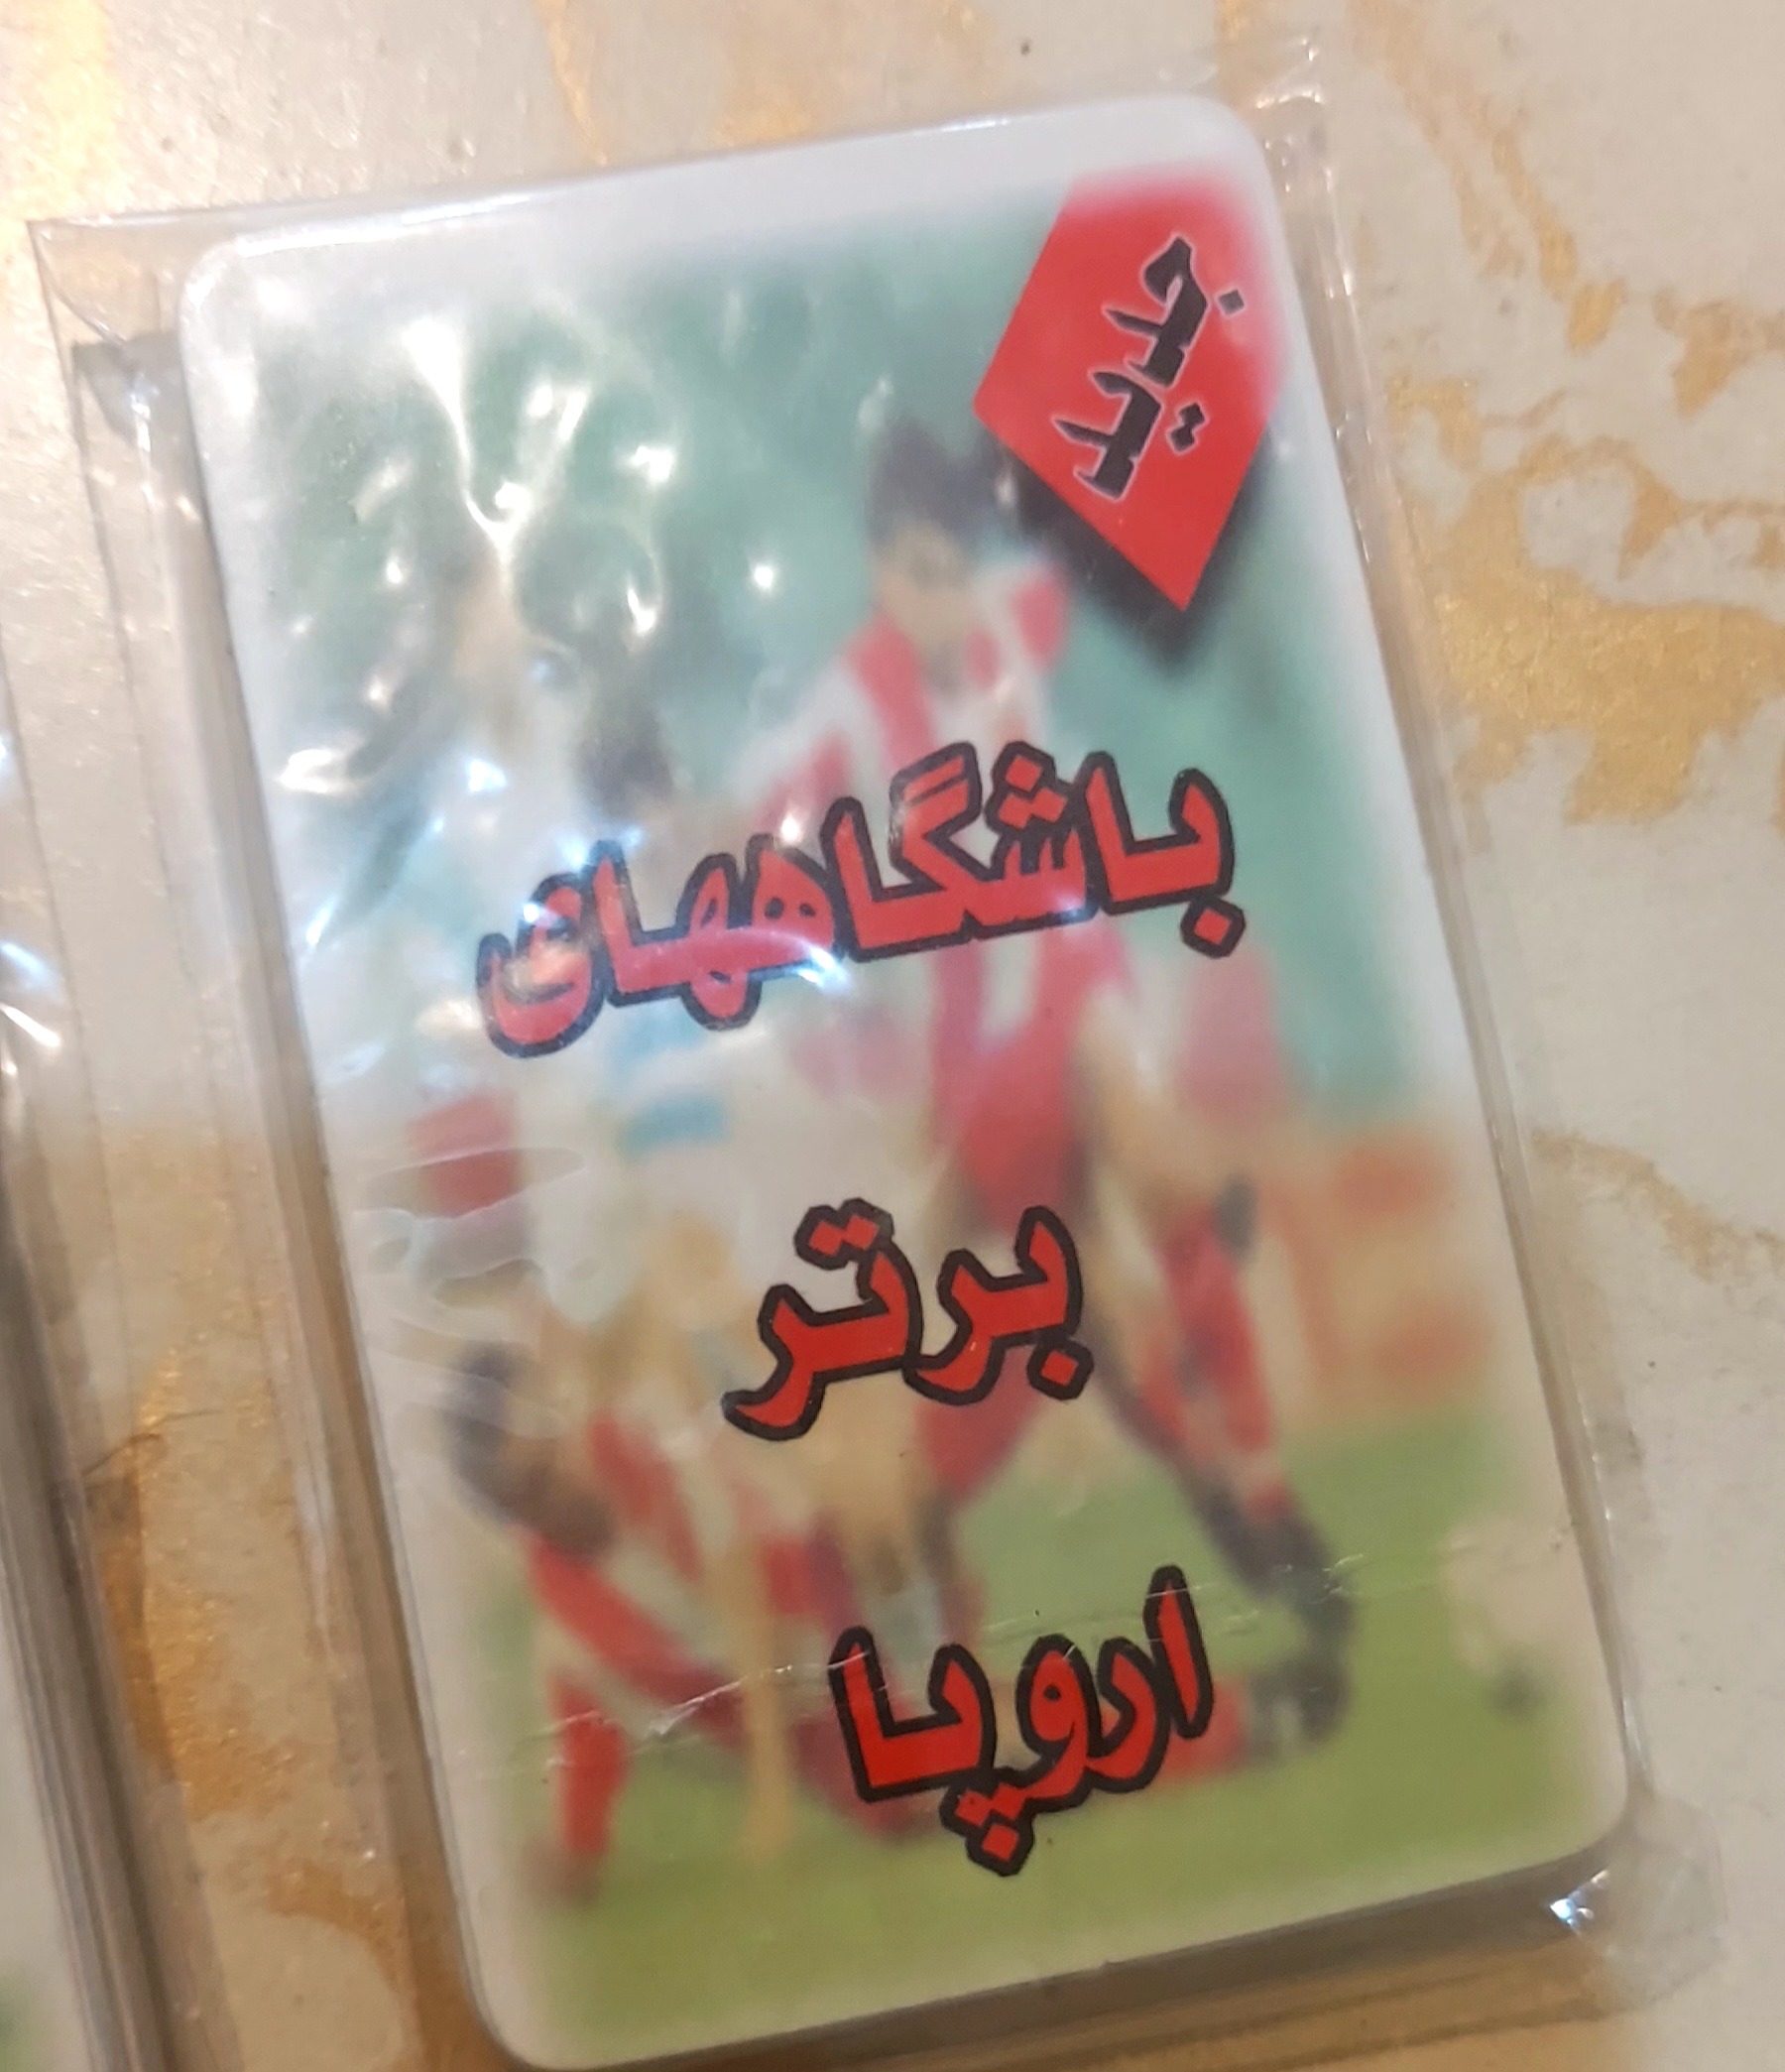 جدید
باشگاههای
برتر
اروپا